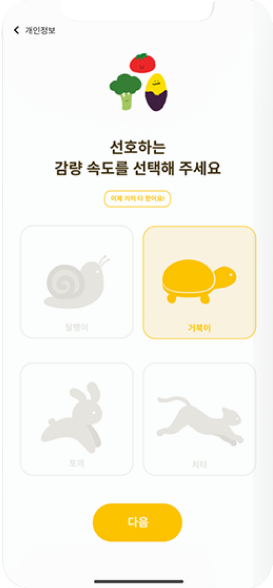 개인정보
선호하는
감량 속도를 선택해 주세요
이제 거의 다 왔어요!
달팽이
거북이
토끼
치타
다음